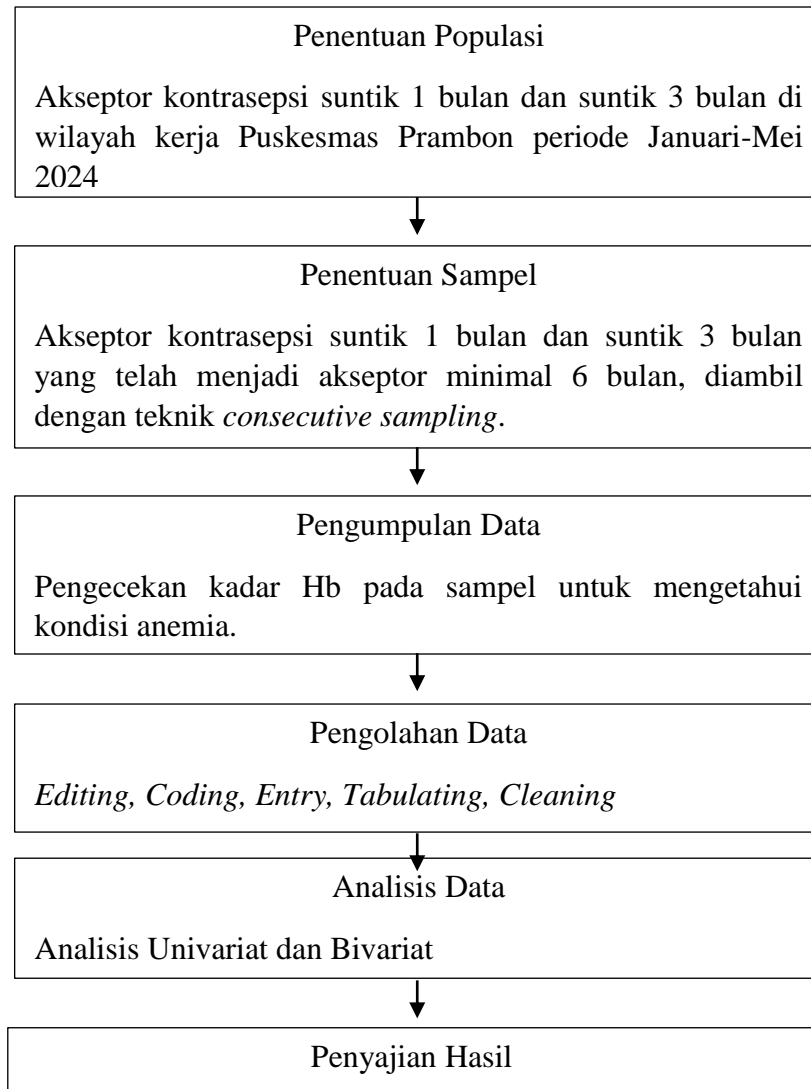 Penentuan Populasi
Akseptor kontrasepsi suntik 1 bulan dan suntik 3 bulan di
wilayah kerja Puskesmas Prambon periode Januari-Mei
2024
Penentuan Sampel
Akseptor kontrasepsi suntik 1 bulan dan suntik 3 bulan
yang telah menjadi akseptor minimal 6 bulan, diambil
dengan teknik consecutive sampling.
Pengumpulan Data
Pengecekan kadar Hb pada sampel untuk mengetahui
kondisi anemia.
Pengolahan Data
Editing, Coding, Entry, Tabulating, Cleaning
Analisis Data
Analisis Univariat dan Bivariat
Penyajian Hasil